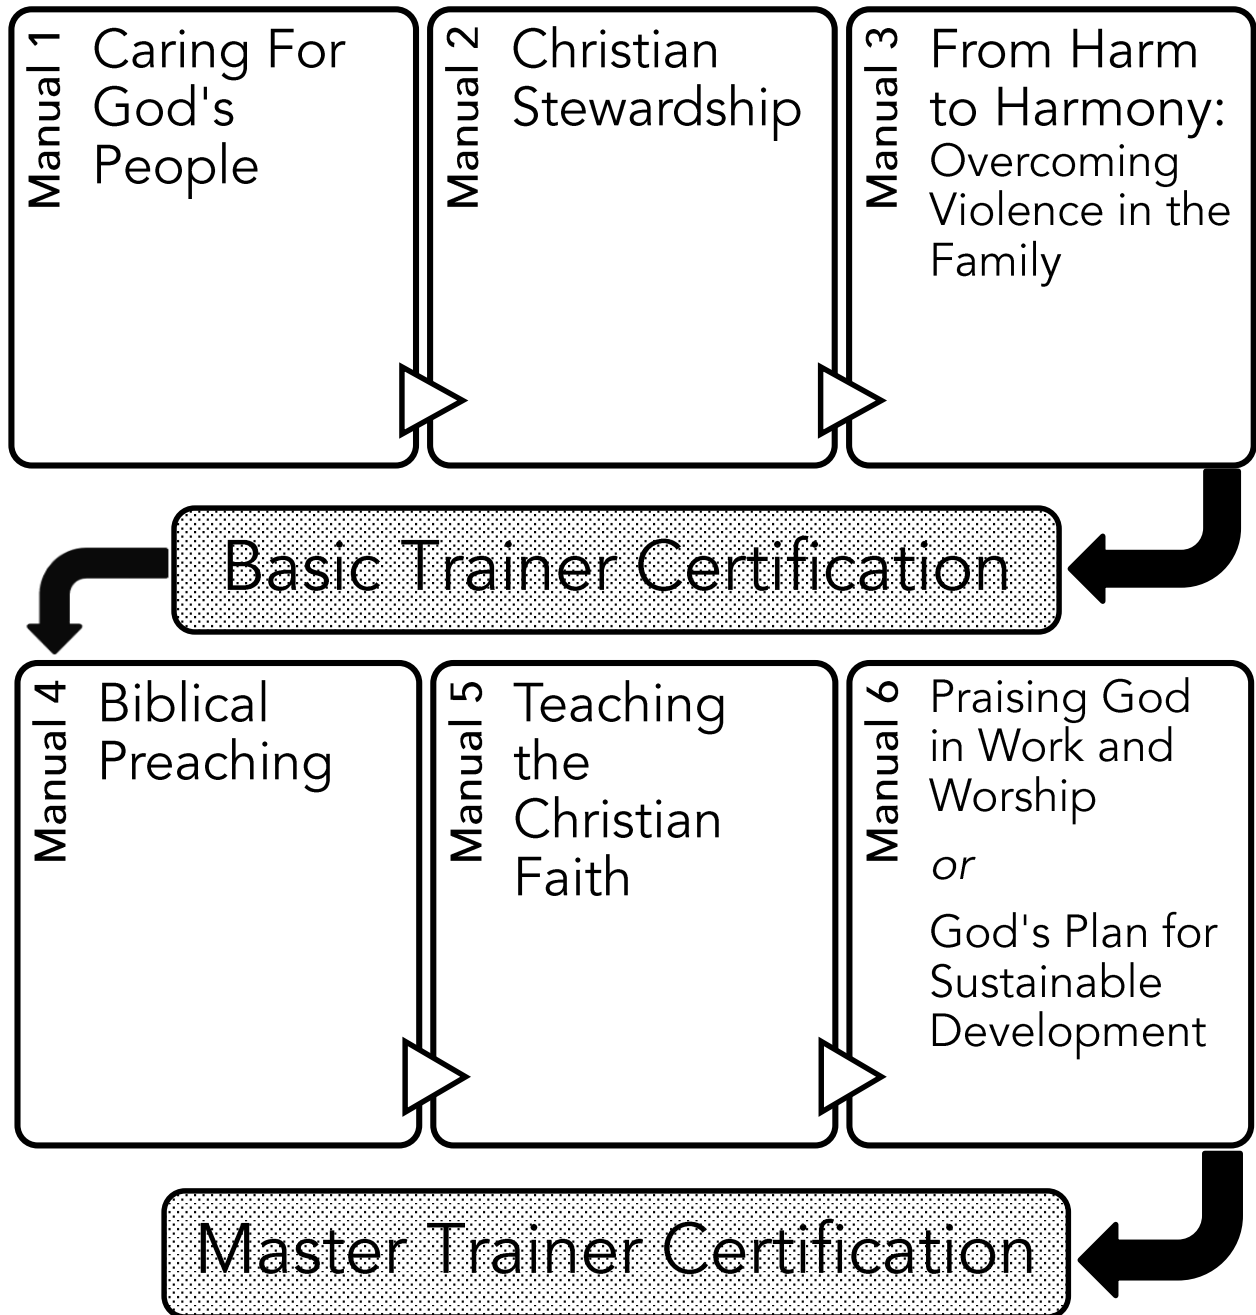 Manual 1
Caring For
God's
People
Manual 2
Christian
Stewardship
Manual 3
From Harm
to Harmony:
Overcoming
Violence in the
Family
Basic Trainer Certification
Manual 4
Biblical
Preaching
Manual 5
Teaching
the
Christian
Faith
Manual 6
Praising God
in Work and
Worship
or
God's Plan for
Sustainable
Development
Master Trainer Certification